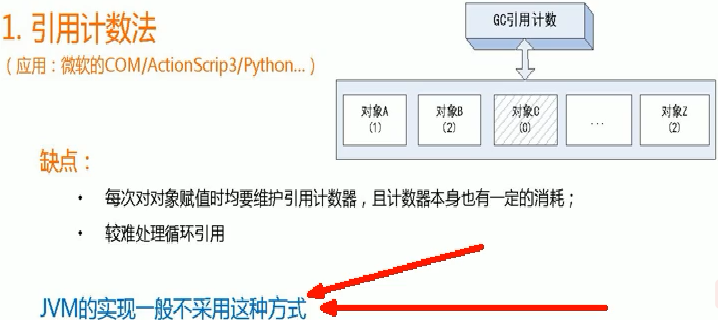 1. 引用计数法
（应用：微软的COM/ActionScrip3/Python...）
GC引用计数
对象A
(1)
对象B
(2)
对象C
(0)
...
对象Z
(2)
缺点：
• 每次对对象赋值时均要维护引用计数器，且计数器本身也有一定的消耗；
• 较难处理循环引用
JVM的实现一般不采用这种方式